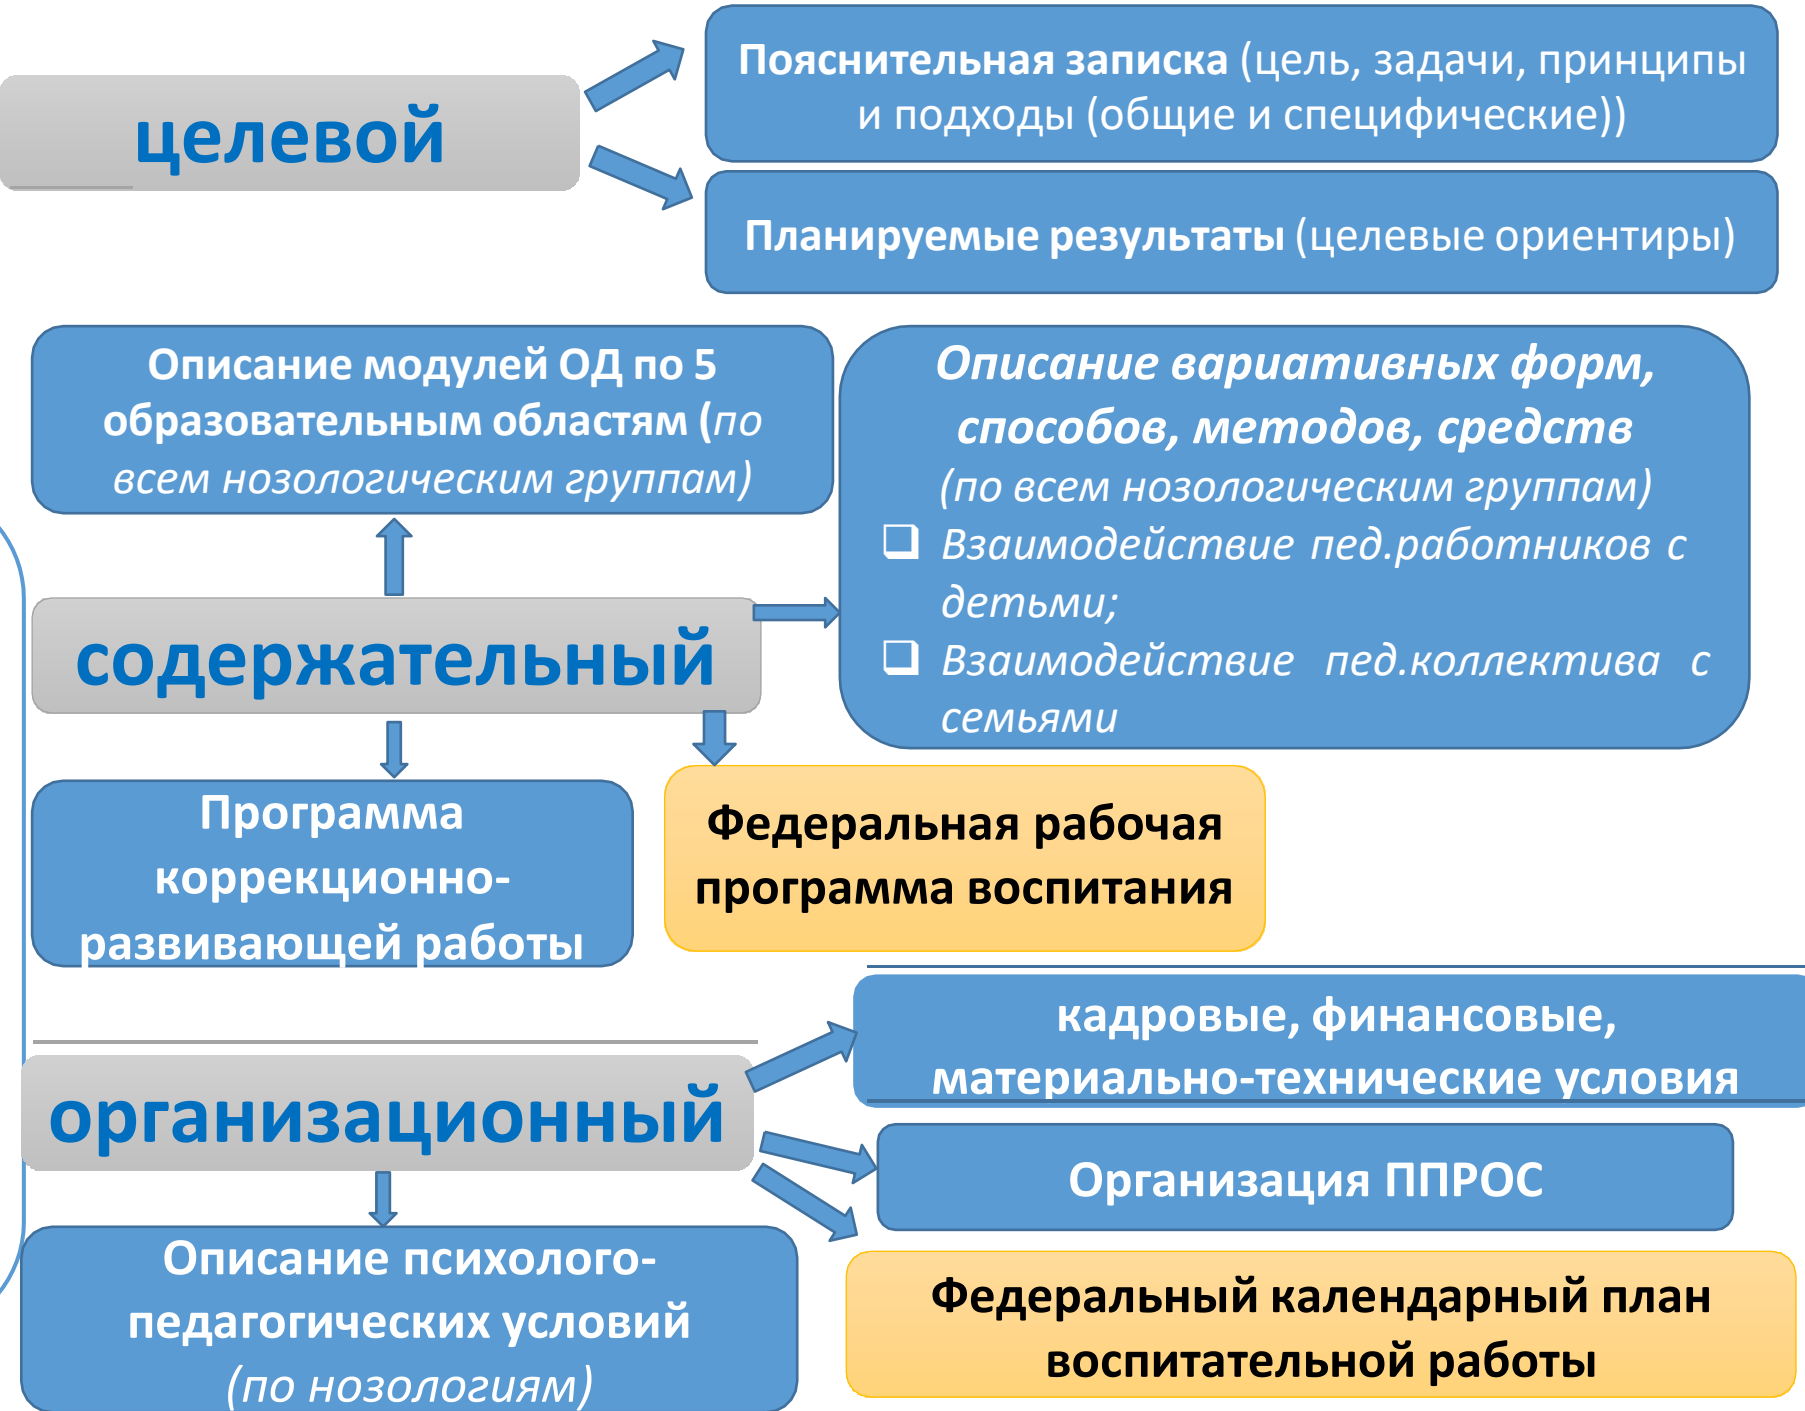 целевой
Пояснительная записка (цель, задачи, принципы
и подходы (общие и специфические))
Планируемые результаты (целевые ориентиры)
Описание модулей ОД по 5
образовательным областям (по
всем нозологическим группам)
Описание вариативных форм,
способов, методов, средств
(по всем нозологическим группам)
❑ Взаимодействие пед.работников с
детьми;
❑ Взаимодействие пед.коллектива с
семьями
содержательный
Программа
коррекционно-
развивающей работы
Федеральная рабочая
программа воспитания
кадровые, финансовые,
материально-технические условия
организационный
Организация ППРОС
Описание психолого-
педагогических условий
(по нозологиям)
Федеральный календарный план
воспитательной работы